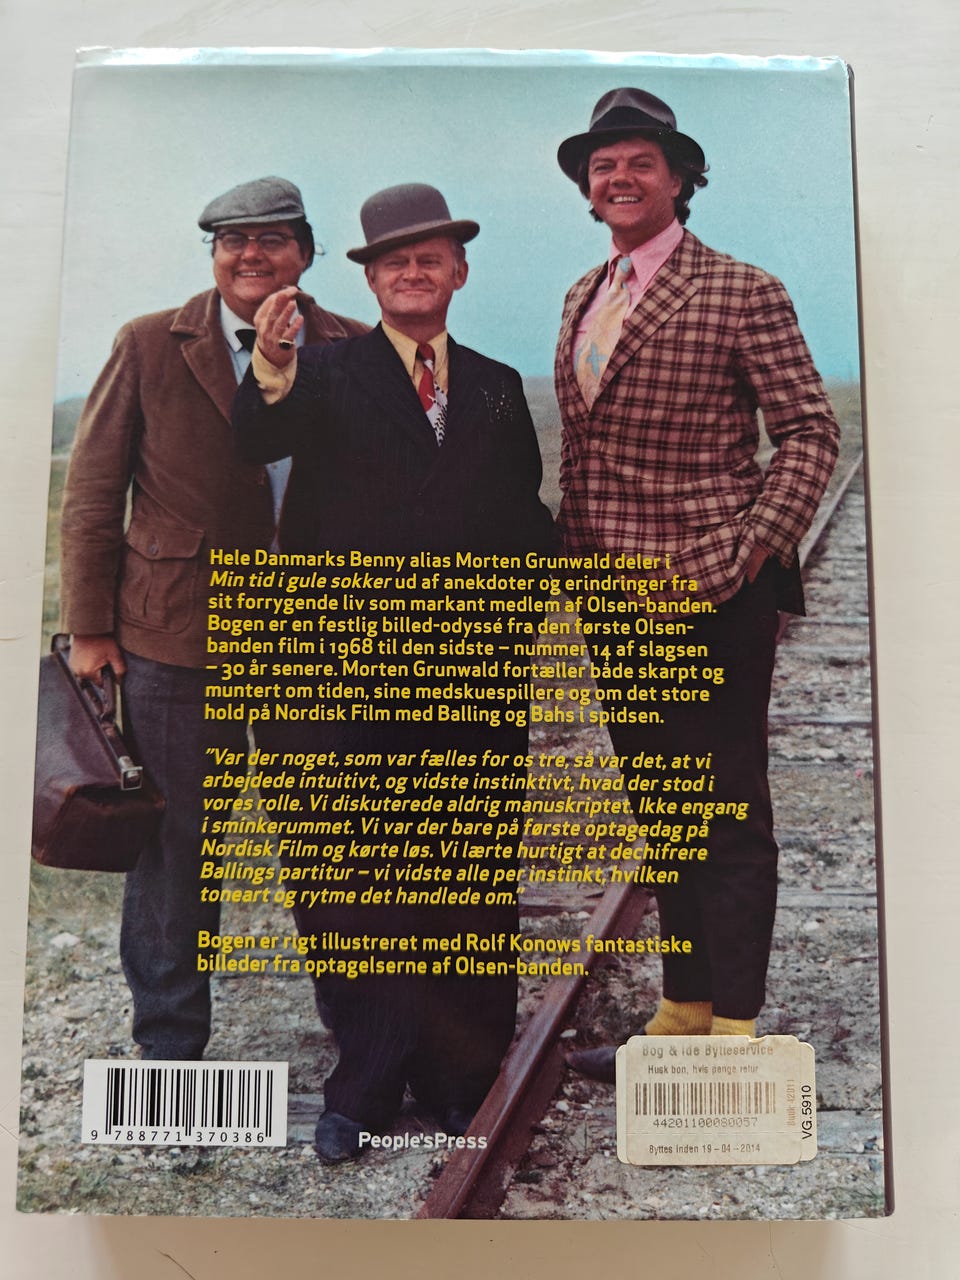 Hele Danmarks Benny alias Morten Grunwald deler i
Min tid i gule sokker ud af anekdoter og erindringer fra
sit forrygende liv som markant medlem af Olsen-banden.
Bogen er en festlig billed-odyssé fra den første Olsen-
banden film i 1968 til den sidste – nummer 14 af slagsen
– 30 år senere. Morten Grunwald fortæller både skarpt og
muntert om tiden, sine medskuespillere og om det store
hold på Nordisk Film med Balling og Bahs i spidsen.
”Var der noget, som var fælles for os tre, så var det, at vi
arbejdede intuitivt, og vidste instinktivt, hvad der stod i
vores rolle. Vi diskuterede aldrig manuskriptet. Ikke engang
i sminkerummet. Vi var der bare på første optagedag på
Nordisk Film og kørte løs. Vi lærte hurtigt at dechifrere
Ballings partitur – vi vidste alle per instinkt, hvilken
toneart og rytme det handlede om.”
Bogen er rigt illustreret med Rolf Konows fantastiske
billeder fra optagelserne af Olsen-banden.
9 788771 370386
People'sPress
Bog & Ide Bytteservice
Husk bon, hvis penge retur
44201100080057
Byttes inden 19-04-2014
Butik 42011
VG.5910